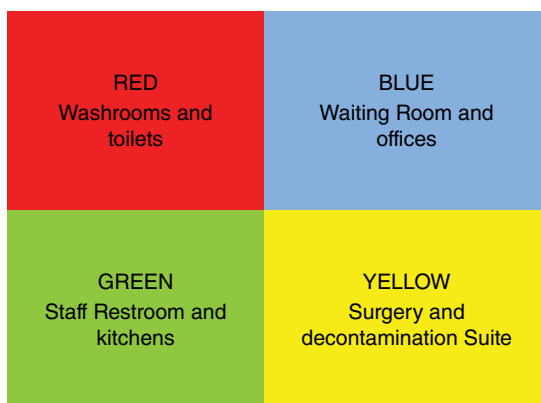 RED
Washrooms and
toilets
BLUE
Waiting Room and
offices
GREEN
Staff Restroom and
kitchens
YELLOW
Surgery and
decontamination Suite